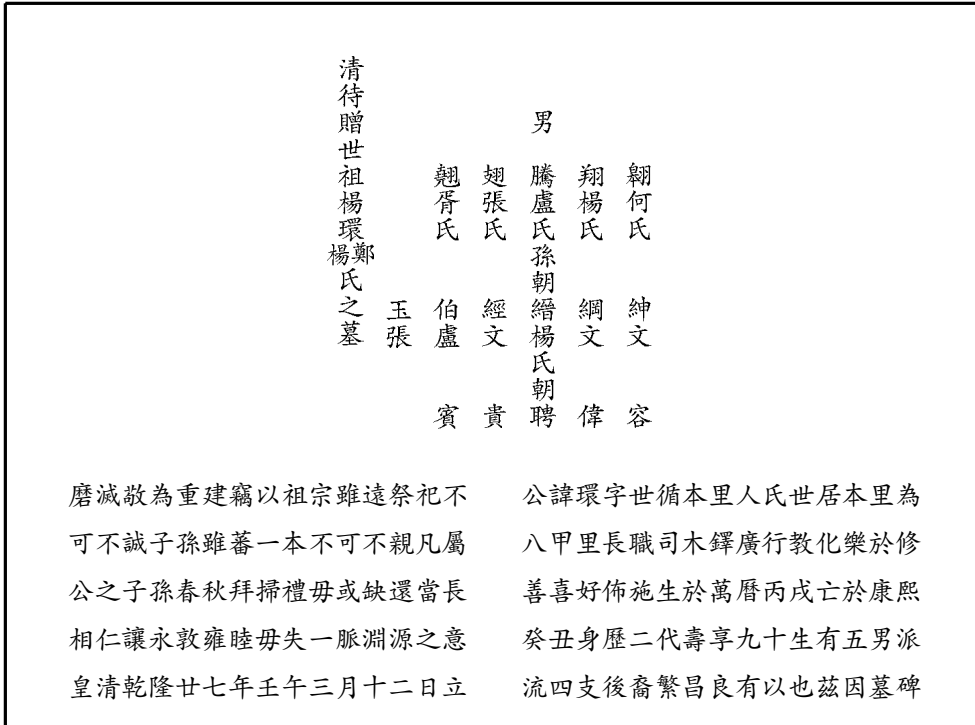 翱何氏 紳文 容
翔楊氏 綱文 偉
男 騰盧氏孫朝縉楊氏朝聘
翅張氏 經文 貴
翹胥氏 伯盧 賓
玉張
清待贈世祖楊環鄭楊氏之墓
公諱環字世循本里人氏世居本里為
八甲里長職司木鐸廣行教化樂於修
善喜好佈施生於萬曆丙戌亡於康熙
癸丑身歷二代壽享九十生有五男派
流四支後裔繁昌良有以也茲因墓碑
磨滅敬為重建竊以祖宗雖遠祭祀不
可不誠子孫雖蕃一本不可不親凡屬
公之子孫春秋拜掃禮毋或缺還當長
相仁讓永敦雍睦毋失一脈淵源之意
皇清乾隆廿七年壬午三月十二日立